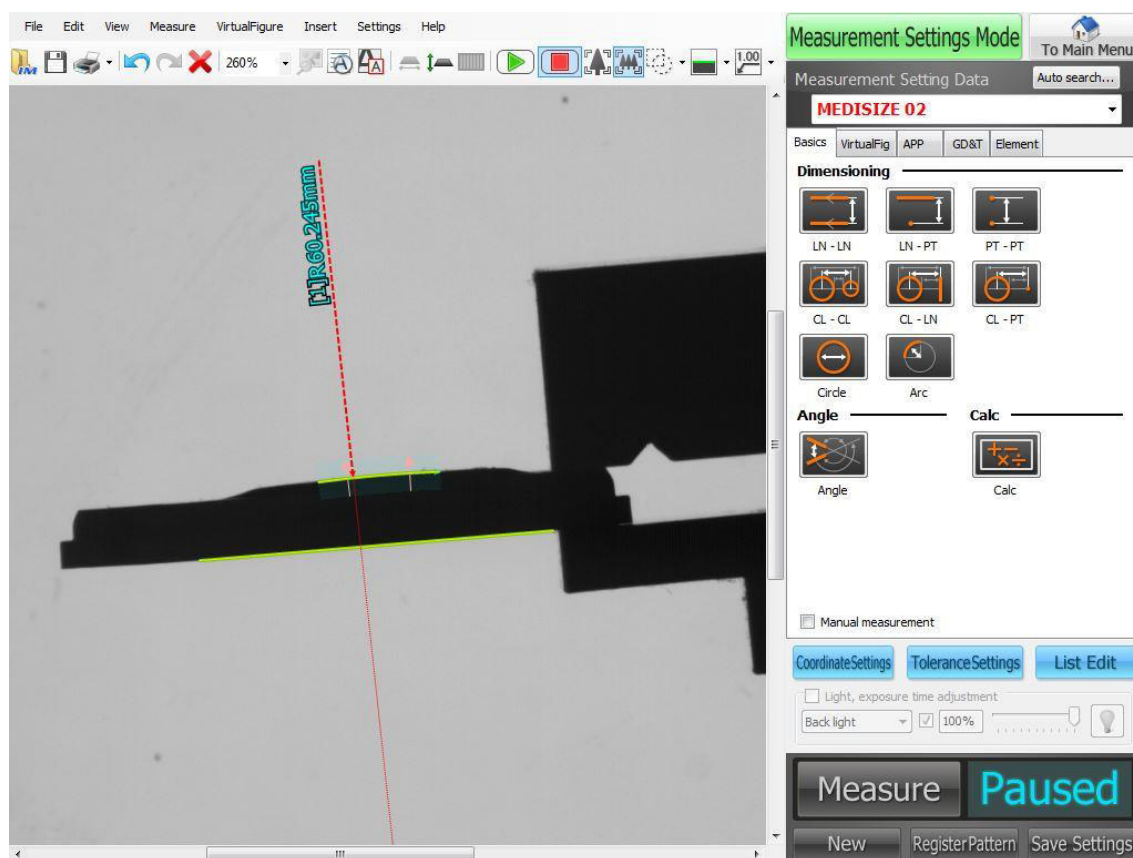 File Edit View Measure VirtualFigure Insert Settings Help
IM 260% A A 1.00
[1]R60.245mm
Measurement Settings Mode
To Main Menu
Measurement Setting Data
Auto search...
MEDISIZE 02
Basics VirtualFig APP GD&T Element
Dimensioning
LN - LN LN - PT PT - PT
CL - CL CL - LN CL - PT
Circle Arc
Angle Calc
Angle Calc
Manual measurement
CoordinateSettings ToleranceSettings List Edit
Light, exposure time adjustment
Back light 100%
Measure Paused
New RegisterPattern Save Settings